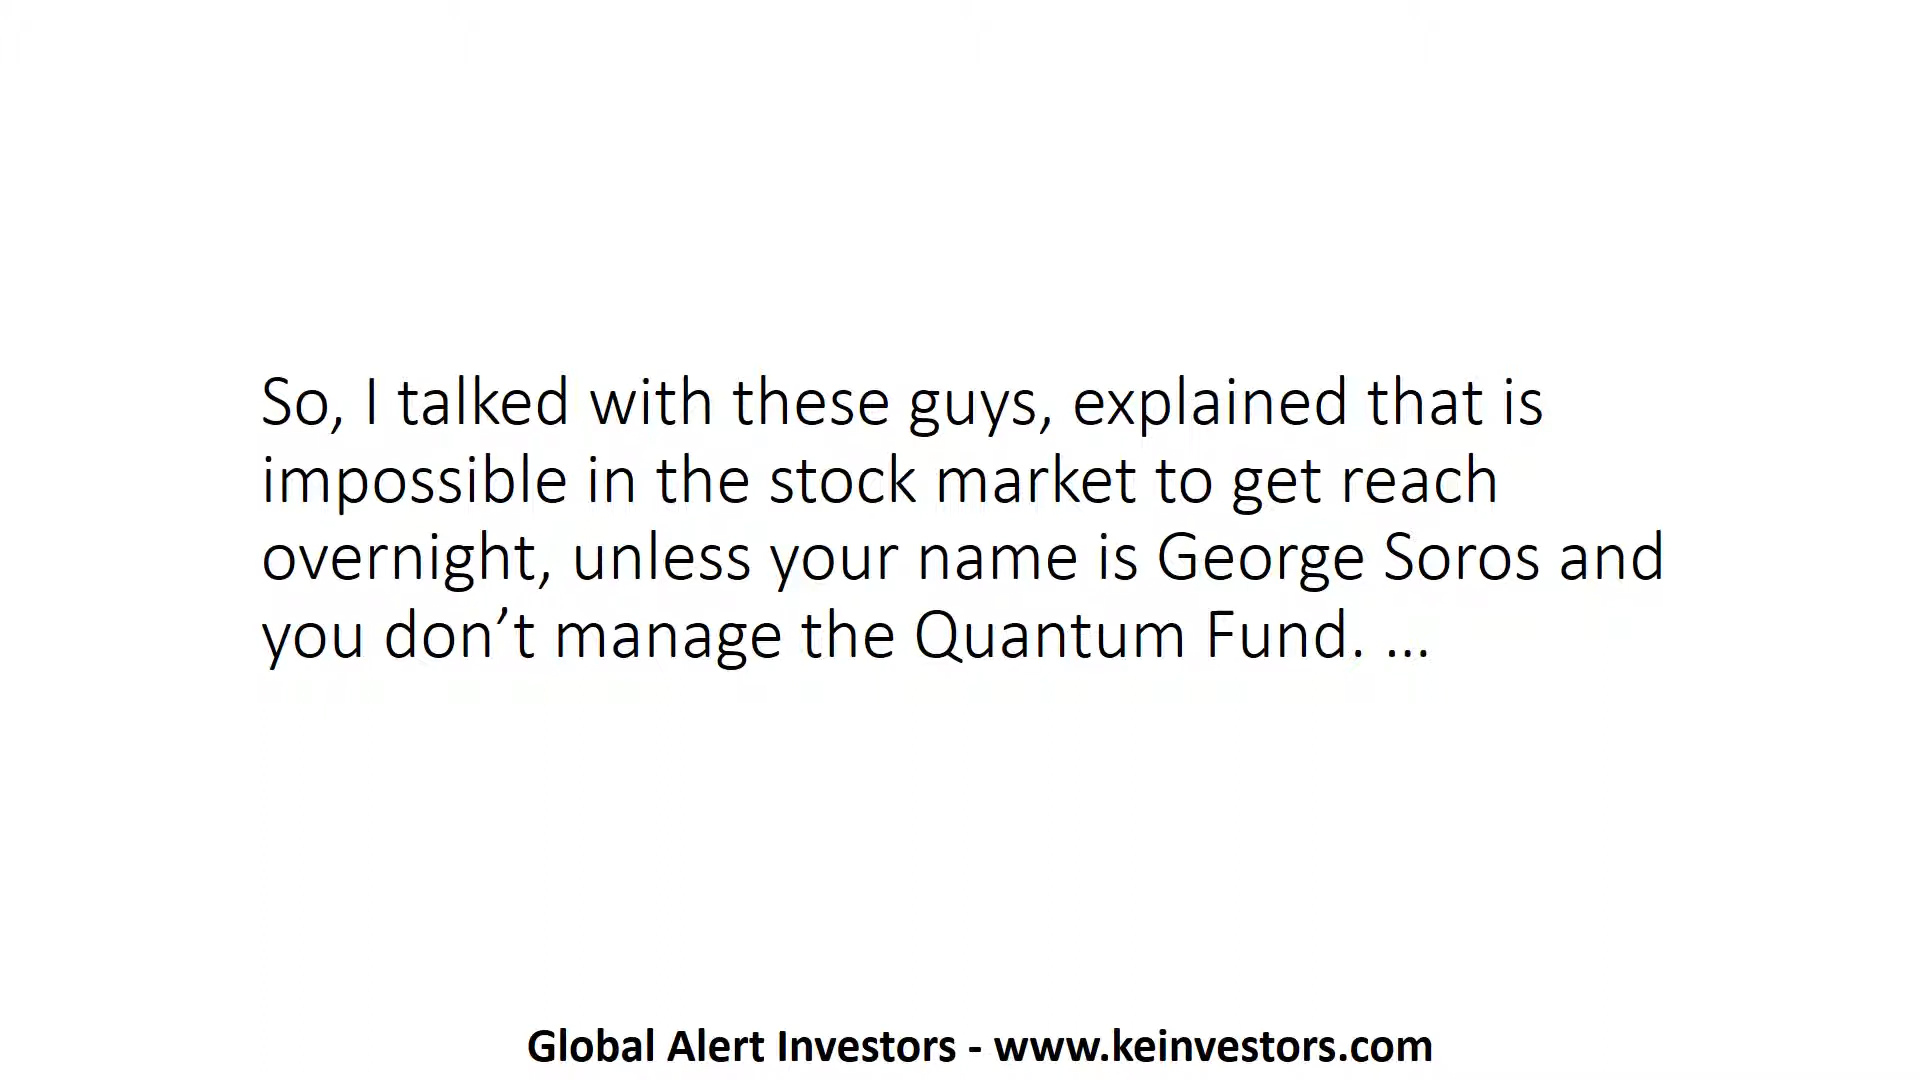 So, I talked with these guys, explained that is
impossible in the stock market to get reach
overnight, unless your name is George Soros and
you don’t manage the Quantum Fund. …
Global Alert Investors - www.keinvestors.com